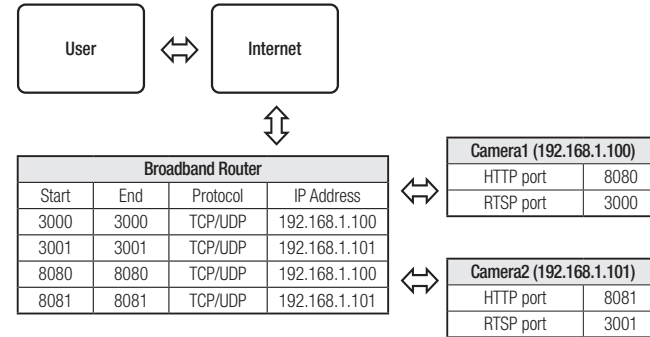 User
Internet
Broadband Router
Start End Protocol IP Address
3000 3000 TCP/UDP 192.168.1.100
3001 3001 TCP/UDP 192.168.1.101
8080 8080 TCP/UDP 192.168.1.100
8081 8081 TCP/UDP 192.168.1.101
Camera1 (192.168.1.100)
HTTP port 8080
RTSP port 3000
Camera2 (192.168.1.101)
HTTP port 8081
RTSP port 3001